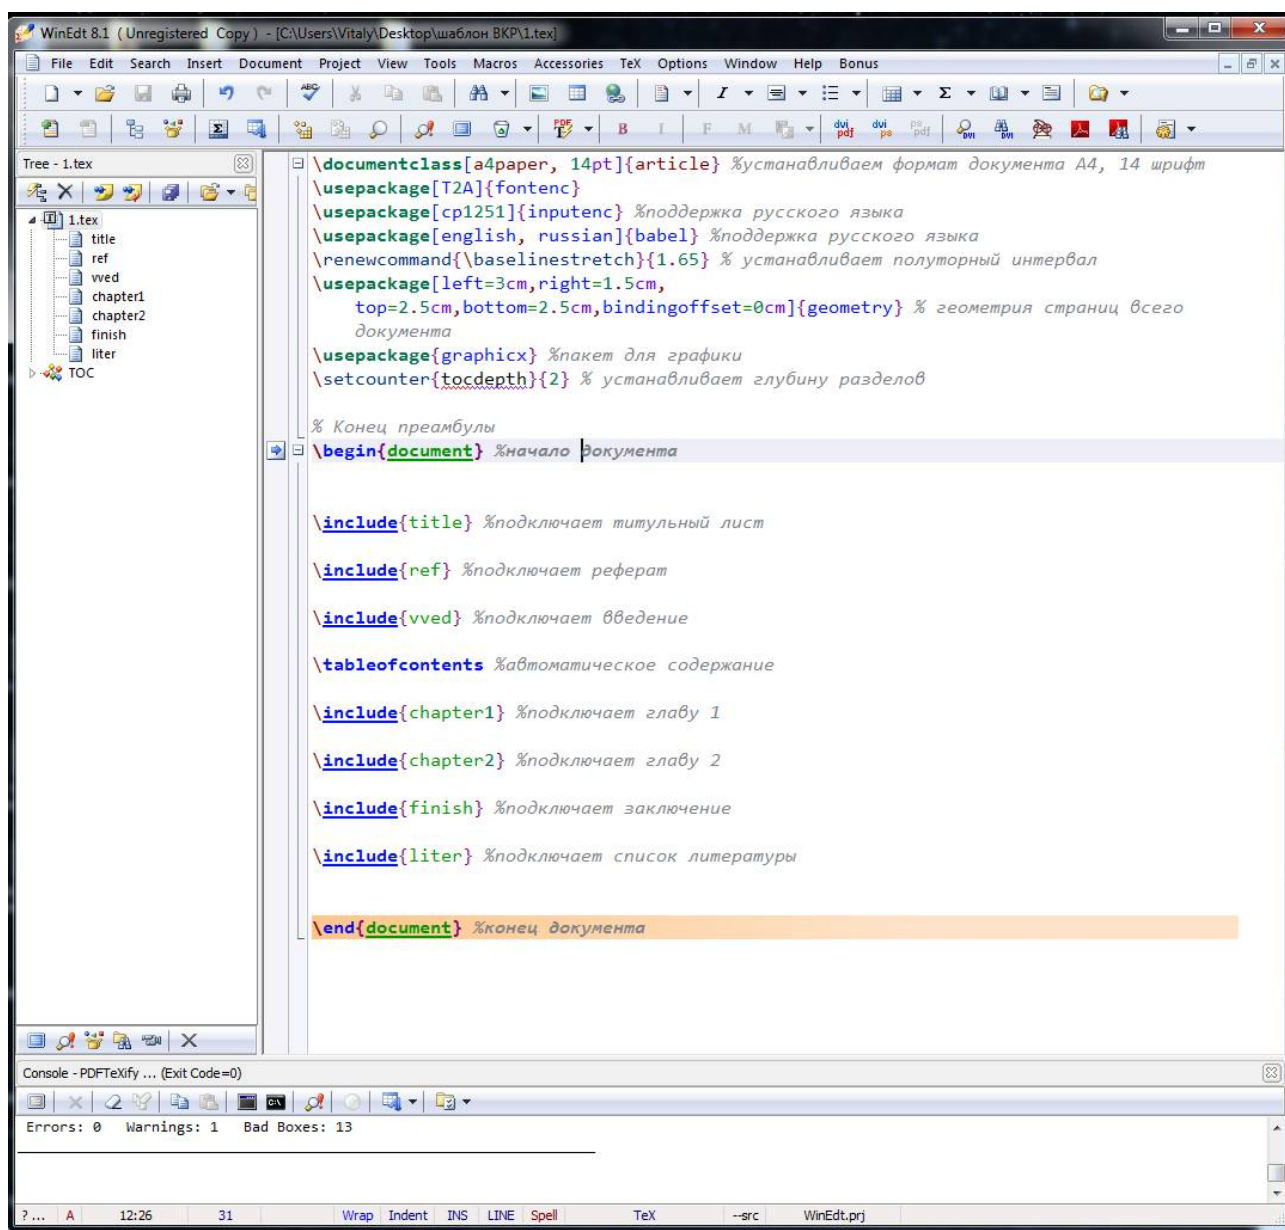 WinEdt 8.1 (Unregistered Copy) - [C:\Users\Vitaly\Desktop\шаблон ВКР\1.tex]
File Edit Search Insert Document Project View Tools Macros Accessories TeX Options Window Help Bonus
Tree - 1.tex
1.tex
title
ref
vved
chapter1
chapter2
finish
liter
TOC
\documentclass[a4paper, 14pt]{article} %устанавливаем формат документа А4, 14 шрифт
\usepackage[T2A]{fontenc}
\usepackage[cp1251]{inputenc} %поддержка русского языка
\usepackage[english, russian]{babel} %поддержка русского языка
\renewcommand{\baselinestretch}{1.65} % устанавливает полуторный интервал
\usepackage[left=3cm,right=1.5cm,
top=2.5cm,bottom=2.5cm,bindingoffset=0cm]{geometry} % геометрия страниц всего
документа
\usepackage{graphicx} %пакет для графики
\setcounter{tocdepth}{2} % устанавливает глубину разделов
% Конец преамбулы
\begin{document} %начало документа
\include{title} %подключает титульный лист
\include{ref} %подключает реферат
\include{vved} %подключает введение
\tableofcontents %автоматическое содержание
\include{chapter1} %подключает главу 1
\include{chapter2} %подключает главу 2
\include{finish} %подключает заключение
\include{liter} %подключает список литературы
\end{document} %конец документа
Console - PDFTeXify ... (Exit Code=0)
Errors: 0 Warnings: 1 Bad Boxes: 13
?... A 12:26 31 Wrap Indent INS LINE Spell TeX --src WinEdt.prj